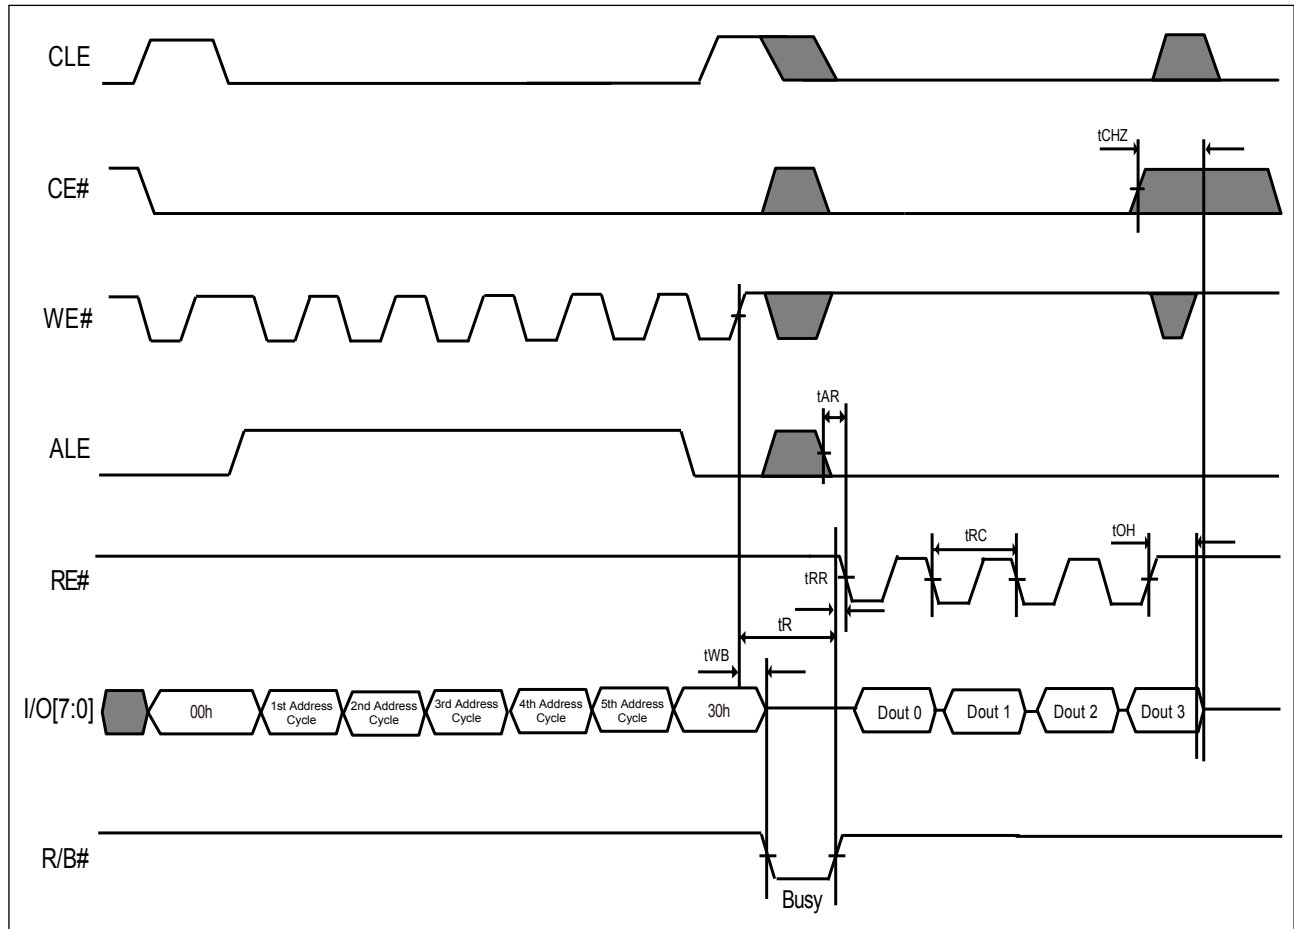 CLE
tCHZ
CE#
WE#
tAR
ALE
tRC
tOH
RE#
tRR
tR
tWB
I/O[7:0]
00h
1st Address
Cycle
2nd Address
Cycle
3rd Address
Cycle
4th Address
Cycle
5th Address
Cycle
30h
Dout 0
Dout 1
Dout 2
Dout 3
R/B#
Busy